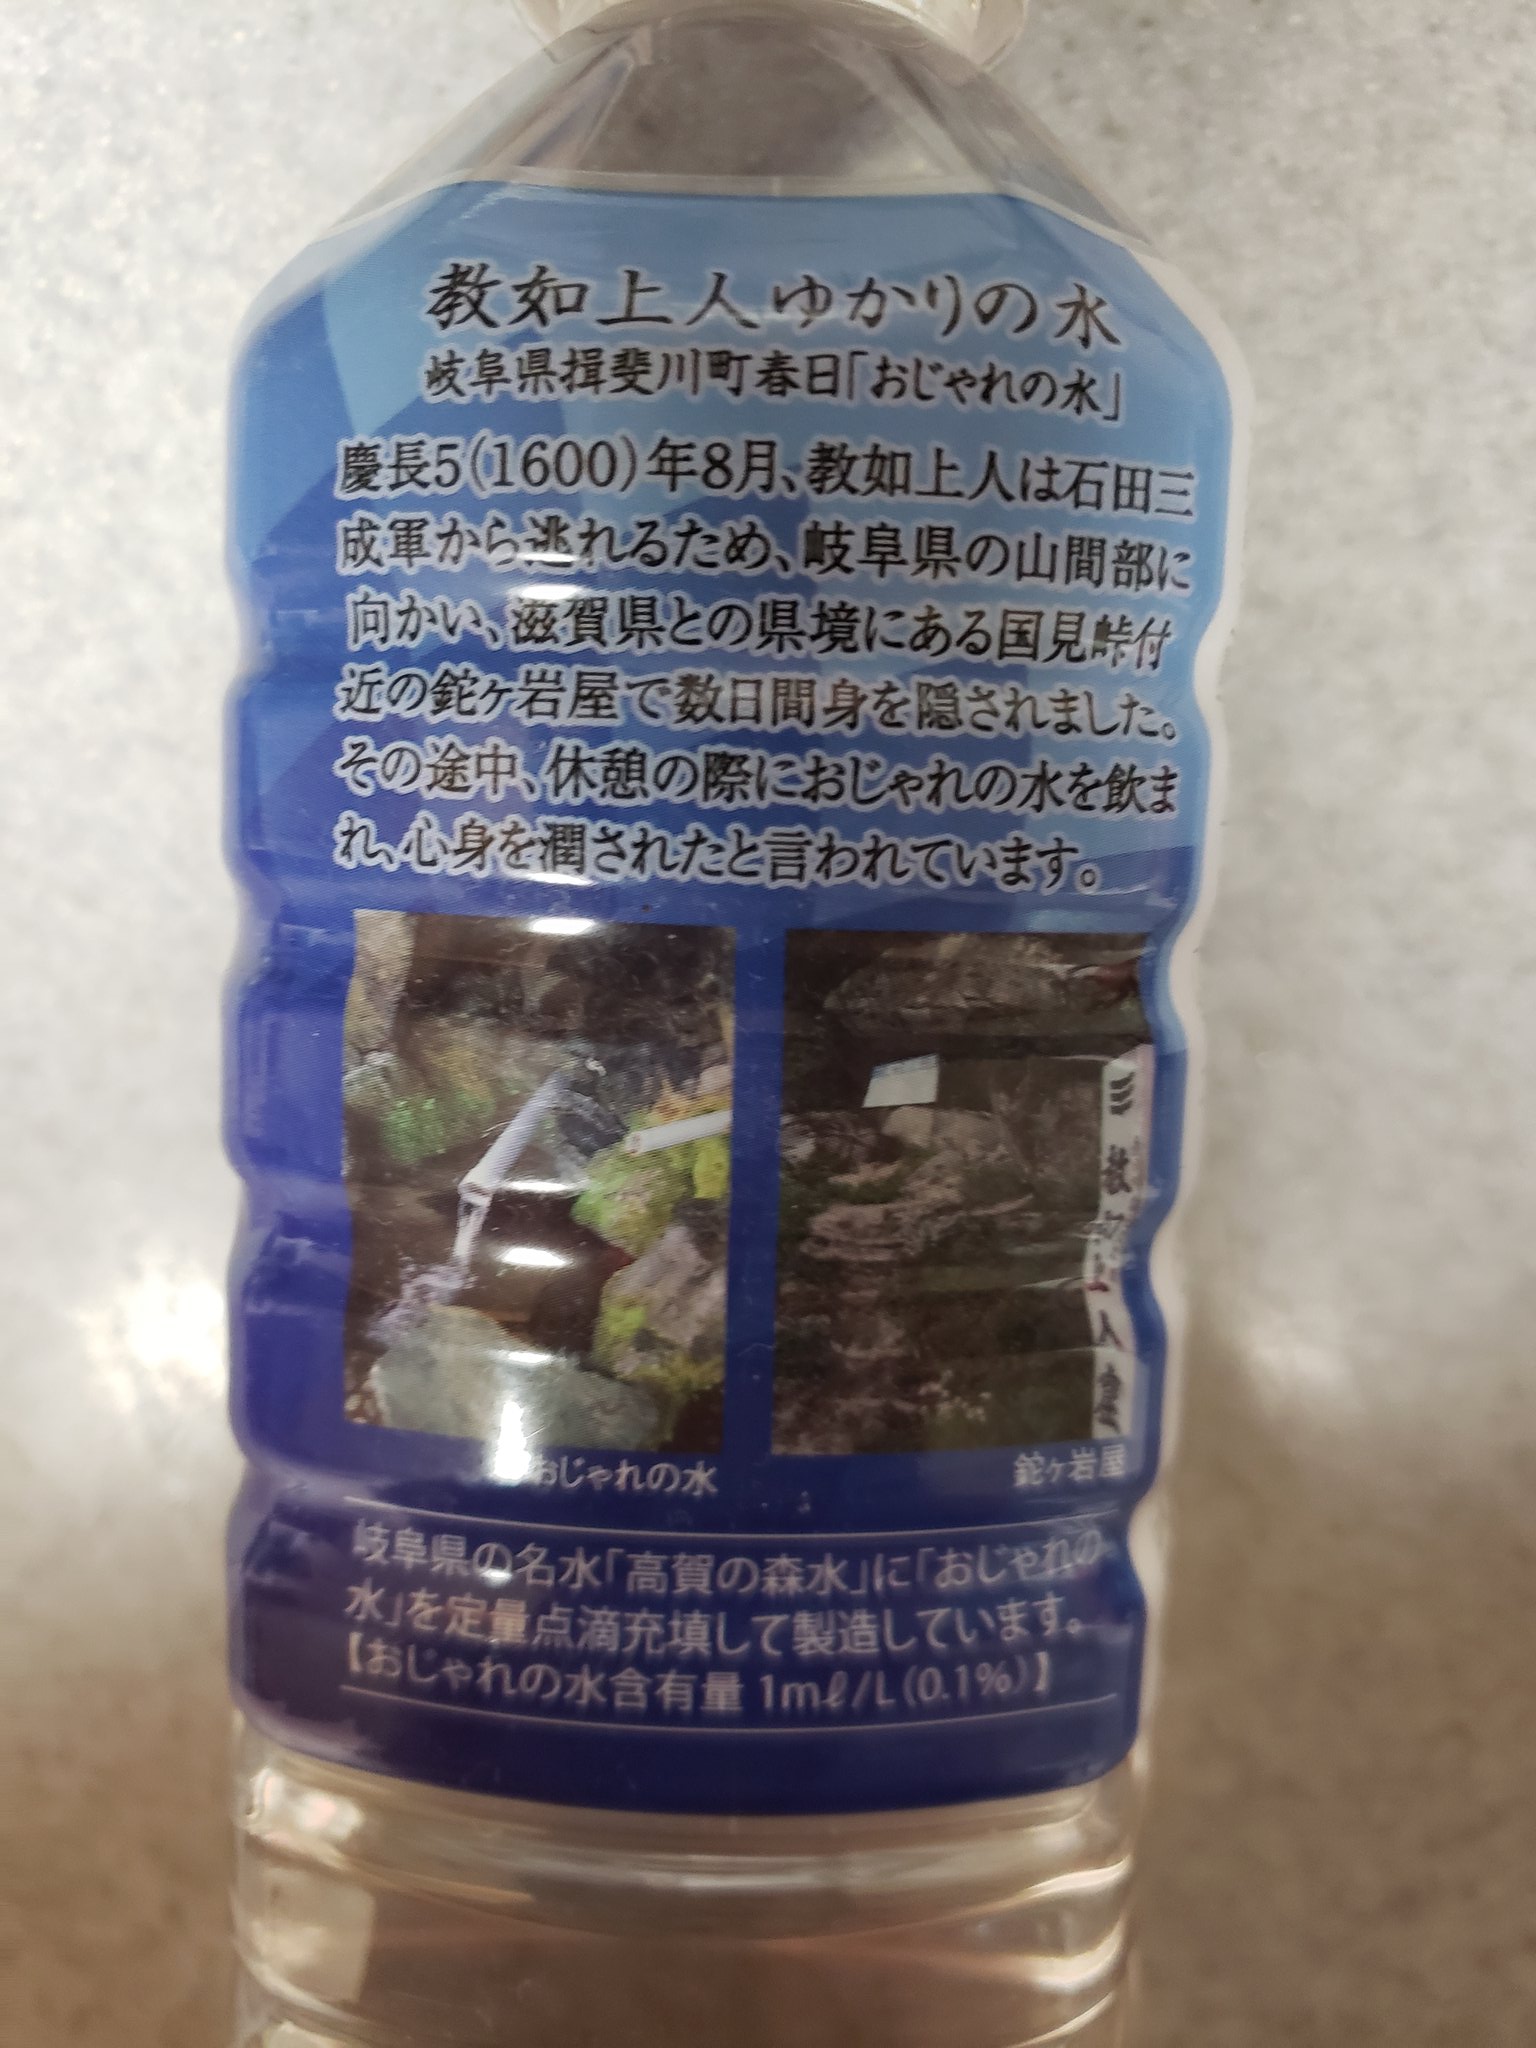 教如上人ゆかりの水
岐阜県揖斐川町春日「おじゃれの水」
慶長5(1600)年8月、教如上人は石田三
成軍から逃れるため、岐阜県の山間部に
向かい、滋賀県との県境にある国見峠付
近の鉈ヶ岩屋で数日間身を隠されました。
その途中、休憩の際におじゃれの水を飲ま
れ、心身を潤されたと言われています。
おじゃれの水
鉈ヶ岩屋
岐阜県の名水「高賀の森水」に「おじゃれの
水」を定量点滴充填して製造しています。
【おじゃれの水含有量 1mℓ/L(0.1%)】